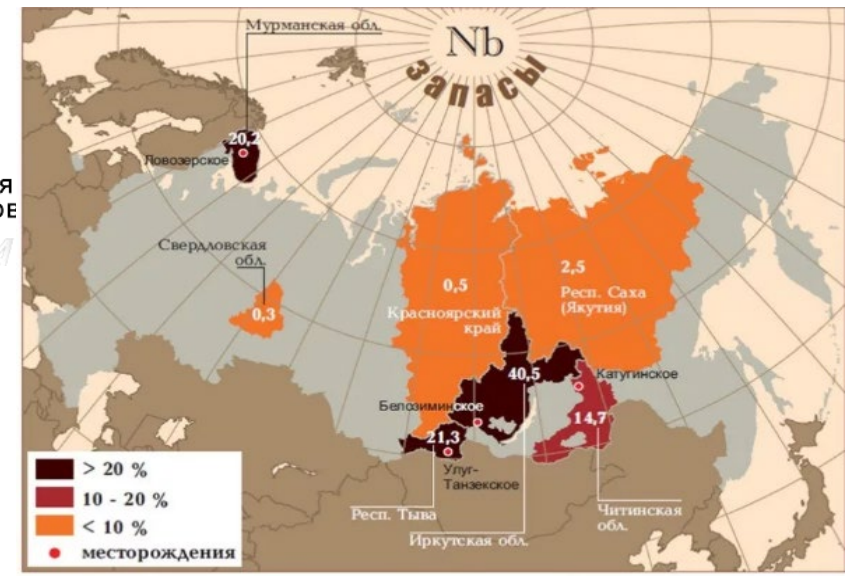 Мурманская обл.
Nb
Запасы
20,2
Ловозерское
я
ов
Свердловская
обл.
0,3
0,5
Красноярский
край
2,5
Респ. Саха
(Якутия)
40,5
Катугинское
Белозиминское
14,7
21,3
Улуг-
Танзекское
Респ. Тыва
Иркутская обл.
Читинская
обл.
> 20 %
10 - 20 %
< 10 %
месторождения